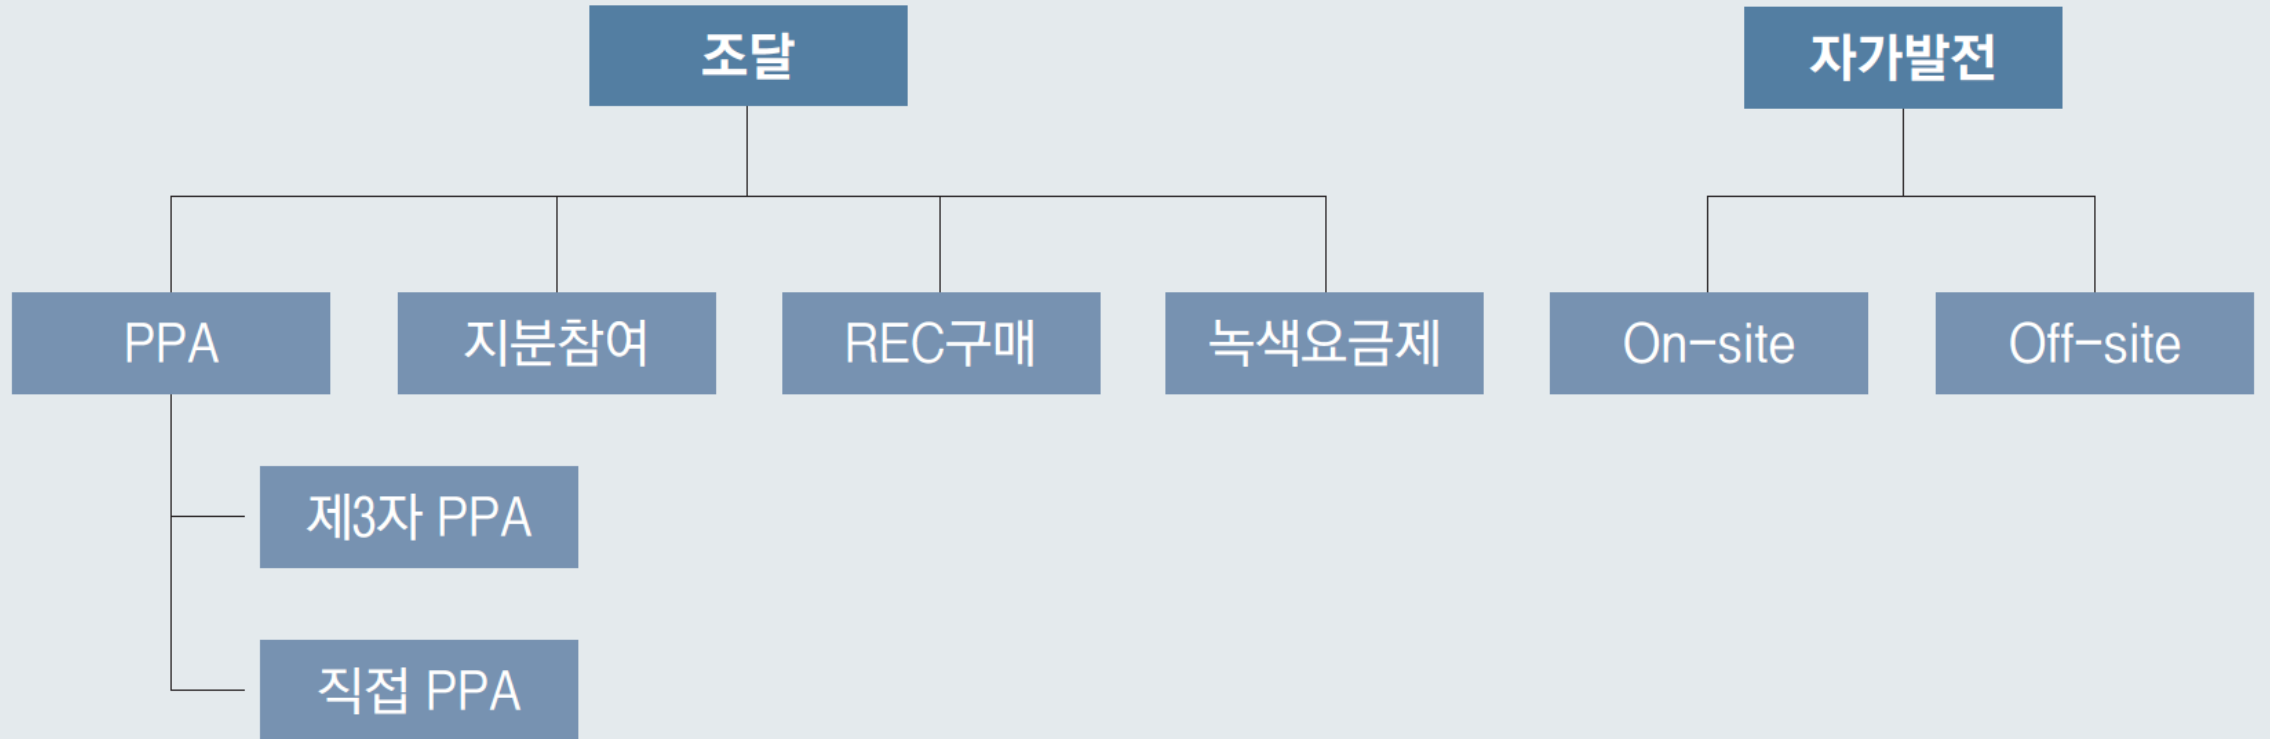 조달
자가발전
PPA
지분참여
REC구매
녹색요금제
On-site
Off-site
제3자 PPA
직접 PPA